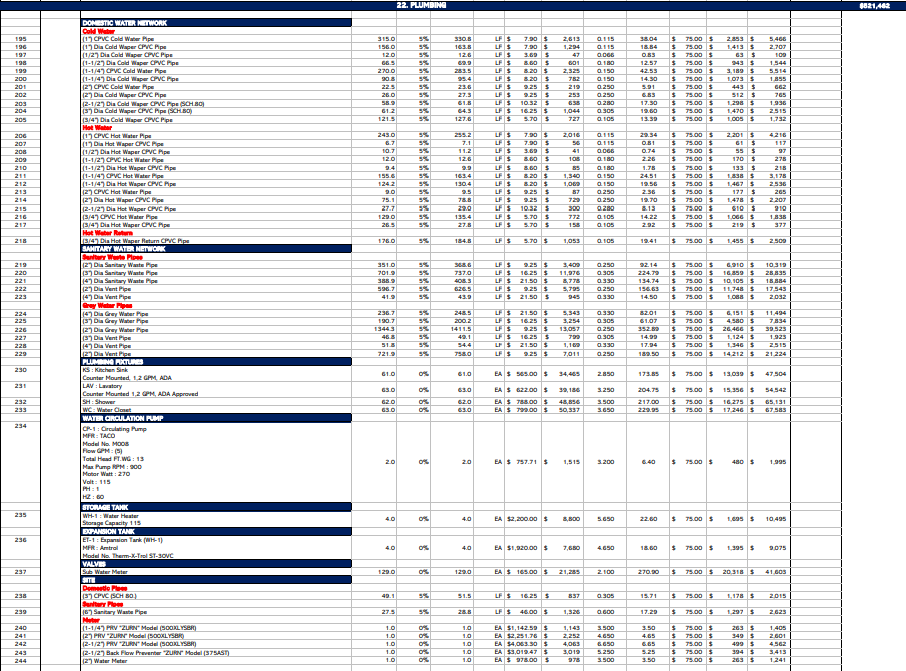 22. PLUMBING $521,482
DOMESTIC WATER NETWORK
Cold Water
195 (1") CPVC Cold Water Pipe 315.0 5% 330.8 LF $ 7.90 $ 2,613 0.115 38.04 $ 75.00 $ 2,853 $ 5,466
196 (1") Dia Cold Waper CPVC Pipe 156.0 5% 163.8 LF $ 7.90 $ 1,294 0.115 18.84 $ 75.00 $ 1,413 $ 2,707
197 (1/2") Dia Cold Waper CPVC Pipe 12.0 5% 12.6 LF $ 3.69 $ 47 0.066 0.83 $ 75.00 $ 63 $ 109
198 (1-1/2") Dia Cold Waper CPVC Pipe 66.5 5% 69.9 LF $ 8.60 $ 601 0.180 12.57 $ 75.00 $ 943 $ 1,544
199 (1-1/4") CPVC Cold Water Pipe 270.0 5% 283.5 LF $ 8.20 $ 2,325 0.150 42.53 $ 75.00 $ 3,189 $ 5,514
200 (1-1/4") Dia Cold Waper CPVC Pipe 90.8 5% 95.4 LF $ 8.20 $ 782 0.150 14.30 $ 75.00 $ 1,073 $ 1,855
201 (2") CPVC Cold Water Pipe 22.5 5% 23.6 LF $ 9.25 $ 219 0.250 5.91 $ 75.00 $ 443 $ 662
202 (2") Dia Cold Waper CPVC Pipe 26.0 5% 27.3 LF $ 9.25 $ 253 0.250 6.83 $ 75.00 $ 512 $ 765
203 (2-1/2") Dia Cold Waper CPVC Pipe (SCH.80) 58.9 5% 61.8 LF $ 10.32 $ 638 0.280 17.30 $ 75.00 $ 1,298 $ 1,936
204 (3") Dia Cold Waper CPVC Pipe (SCH.80) 61.2 5% 64.3 LF $ 16.25 $ 1,044 0.305 19.60 $ 75.00 $ 1,470 $ 2,515
205 (3/4") Dia Cold Waper CPVC Pipe 121.5 5% 127.6 LF $ 5.70 $ 727 0.105 13.39 $ 75.00 $ 1,005 $ 1,732
Hot Water
206 (1") CPVC Hot Water Pipe 243.0 5% 255.2 LF $ 7.90 $ 2,016 0.115 29.34 $ 75.00 $ 2,201 $ 4,216
207 (1") Dia Hot Waper CPVC Pipe 6.7 5% 7.1 LF $ 7.90 $ 56 0.115 0.81 $ 75.00 $ 61 $ 117
208 (1/2") Dia Hot Waper CPVC Pipe 10.7 5% 11.2 LF $ 3.69 $ 41 0.066 0.74 $ 75.00 $ 55 $ 97
209 (1-1/2") CPVC Hot Water Pipe 12.0 5% 12.6 LF $ 8.60 $ 108 0.180 2.26 $ 75.00 $ 170 $ 278
210 (1-1/2") Dia Hot Waper CPVC Pipe 9.4 5% 9.9 LF $ 8.60 $ 85 0.180 1.78 $ 75.00 $ 133 $ 218
211 (1-1/4") CPVC Hot Water Pipe 155.6 5% 163.4 LF $ 8.20 $ 1,340 0.150 24.51 $ 75.00 $ 1,838 $ 3,178
212 (1-1/4") Dia Hot Waper CPVC Pipe 124.2 5% 130.4 LF $ 8.20 $ 1,069 0.150 19.56 $ 75.00 $ 1,467 $ 2,536
213 (2") CPVC Hot Water Pipe 9.0 5% 9.5 LF $ 9.25 $ 87 0.250 2.36 $ 75.00 $ 177 $ 265
214 (2") Dia Hot Waper CPVC Pipe 75.1 5% 78.8 LF $ 9.25 $ 729 0.250 19.70 $ 75.00 $ 1,478 $ 2,207
215 (2-1/2") Dia Hot Waper CPVC Pipe 27.7 5% 29.0 LF $ 10.32 $ 300 0.280 8.13 $ 75.00 $ 610 $ 910
216 (3/4") CPVC Hot Water Pipe 129.0 5% 135.4 LF $ 5.70 $ 772 0.105 14.22 $ 75.00 $ 1,066 $ 1,838
217 (3/4") Dia Hot Waper CPVC Pipe 26.5 5% 27.8 LF $ 5.70 $ 158 0.105 2.92 $ 75.00 $ 219 $ 377
Hot Water Return
218 (3/4") Dia Hot Waper Return CPVC Pipe 176.0 5% 184.8 LF $ 5.70 $ 1,053 0.105 19.41 $ 75.00 $ 1,455 $ 2,509
SANITARY WATER NETWORK
Sanitary Waste Pipes
219 (2") Dia Sanitary Waste Pipe 351.0 5% 368.6 LF $ 9.25 $ 3,409 0.250 92.14 $ 75.00 $ 6,910 $ 10,319
220 (3") Dia Sanitary Waste Pipe 701.9 5% 737.0 LF $ 16.25 $ 11,976 0.305 224.79 $ 75.00 $ 16,859 $ 28,835
221 (4") Dia Sanitary Waste Pipe 388.9 5% 408.3 LF $ 21.50 $ 8,778 0.330 134.74 $ 75.00 $ 10,105 $ 18,884
222 (2") Dia Vent Pipe 596.7 5% 626.5 LF $ 9.25 $ 5,795 0.250 156.63 $ 75.00 $ 11,748 $ 17,543
223 (4") Dia Vent Pipe 41.9 5% 43.9 LF $ 21.50 $ 945 0.330 14.50 $ 75.00 $ 1,088 $ 2,032
Grey Water Pipes
224 (4") Dia Grey Water Pipe 236.7 5% 248.5 LF $ 21.50 $ 5,343 0.330 82.01 $ 75.00 $ 6,151 $ 11,494
225 (3") Dia Grey Water Pipe 190.7 5% 200.2 LF $ 16.25 $ 3,254 0.305 61.07 $ 75.00 $ 4,580 $ 7,834
226 (2") Dia Grey Water Pipe 1344.3 5% 1411.5 LF $ 9.25 $ 13,057 0.250 352.89 $ 75.00 $ 26,466 $ 39,523
227 (3") Dia Vent Pipe 46.8 5% 49.1 LF $ 16.25 $ 799 0.305 14.99 $ 75.00 $ 1,124 $ 1,923
228 (4") Dia Vent Pipe 51.8 5% 54.4 LF $ 21.50 $ 1,169 0.330 17.94 $ 75.00 $ 1,346 $ 2,515
229 (2") Dia Vent Pipe 721.9 5% 758.0 LF $ 9.25 $ 7,011 0.250 189.50 $ 75.00 $ 14,212 $ 21,224
PLUMBING FIXTURES
230 KS : Kitchen Sink
Counter Mounted, 1,2 GPM, ADA 61.0 0% 61.0 EA $ 565.00 $ 34,465 2.850 173.85 $ 75.00 $ 13,039 $ 47,504
231 LAV : Lavatory
Counter Mounted 1,2 GPM, ADA Approved 63.0 0% 63.0 EA $ 622.00 $ 39,186 3.250 204.75 $ 75.00 $ 15,356 $ 54,542
232 SH : Shower 62.0 0% 62.0 EA $ 788.00 $ 48,856 3.500 217.00 $ 75.00 $ 16,275 $ 65,131
233 WC : Water Closet 63.0 0% 63.0 EA $ 799.00 $ 50,337 3.650 229.95 $ 75.00 $ 17,246 $ 67,583
WATER CIRCULATION PUMP
234 CP-1 : Circulating Pump
MFR : TACO
Model No. M008
Flow GPM : (5)
Total Head FT.WG : 13
Max Pump RPM : 900
Motor Watt : 270
Volt : 115
PH : 1
HZ : 60
2.0 0% 2.0 EA $ 757.71 $ 1,515 3.200 6.40 $ 75.00 $ 480 $ 1,995
STORAGE TANK
235 WH-1 : Water Heater
Storage Capacity 115 4.0 0% 4.0 EA $2,200.00 $ 8,800 5.650 22.60 $ 75.00 $ 1,695 $ 10,495
EXPANSION TANK
236 ET-1 : Expansion Tank (WH-1)
MFR : Amtrol 4.0 0% 4.0 EA $1,920.00 $ 7,680 4.650 18.60 $ 75.00 $ 1,395 $ 9,075
Model No. Therm-X-Trol ST-30VC
VALVES
237 Sub Water Meter 129.0 0% 129.0 EA $ 165.00 $ 21,285 2.100 270.90 $ 75.00 $ 20,318 $ 41,603
SITE
Domestic Pipes
238 (3") CPVC (SCH 80.) 49.1 5% 51.5 LF $ 16.25 $ 837 0.305 15.71 $ 75.00 $ 1,178 $ 2,015
Sanitary Pipes
239 (6") Sanitary Waste Pipe 27.5 5% 28.8 LF $ 46.00 $ 1,326 0.600 17.29 $ 75.00 $ 1,297 $ 2,623
Meter
240 (1-1/4") PRV "ZURN" Model (500XLYSBR) 1.0 0% 1.0 EA $1,142.59 $ 1,143 3.500 3.50 $ 75.00 $ 263 $ 1,405
241 (2") PRV "ZURN" Model (500XLYSBR) 1.0 0% 1.0 EA $2,251.76 $ 2,252 4.650 4.65 $ 75.00 $ 349 $ 2,601
242 (2-1/2") PRV "ZURN" Model (500XLYSBR) 1.0 0% 1.0 EA $4,063.30 $ 4,063 6.650 6.65 $ 75.00 $ 499 $ 4,562
243 (2-1/2") Back Flow Preventer "ZURN" Model (375AST) 1.0 0% 1.0 EA $3,019.47 $ 3,019 5.250 5.25 $ 75.00 $ 394 $ 3,413
244 (2") Water Meter 1.0 0% 1.0 EA $ 978.00 $ 978 3.500 3.50 $ 75.00 $ 263 $ 1,241